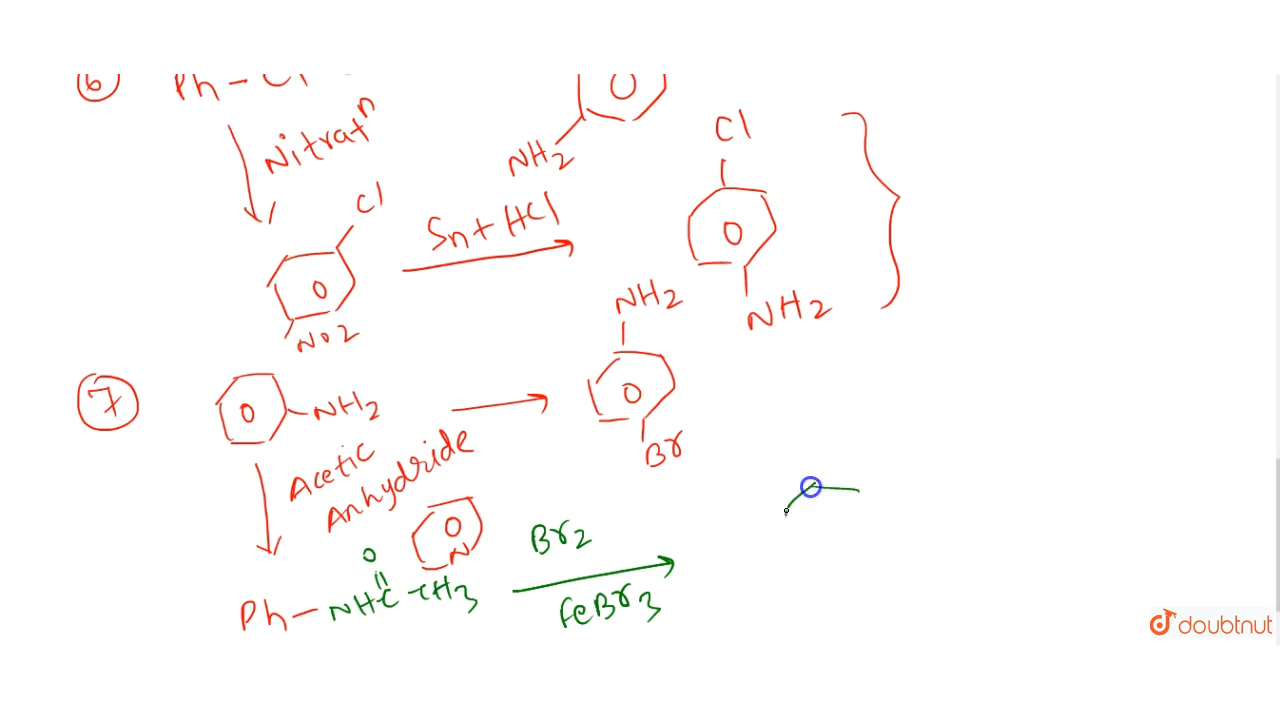 6 Ph-Cl
Nitratⁿ
NH2
Cl
Cl
Sn+HCl
NO2
NH2
7
NH2
NH2
Br
Acetic
Anhydride
N
O
Ph-NHC-CH3
Br2
FeBr3
doubtnut